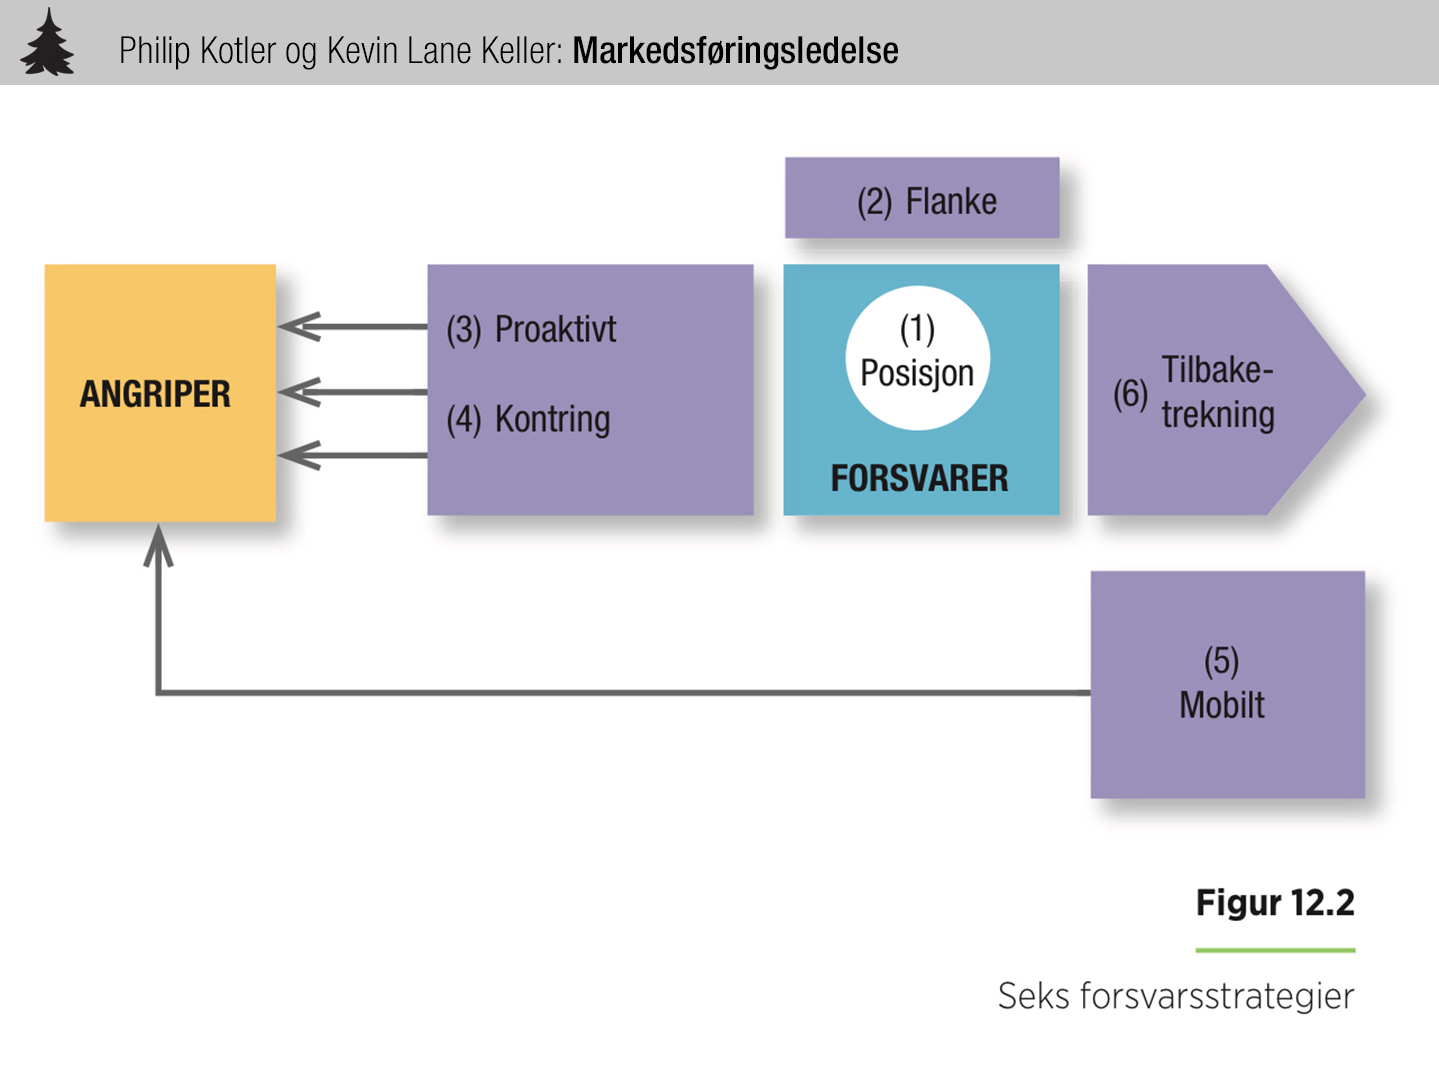 Philip Kotler og Kevin Lane Keller: Markedsføringsledelse
(2) Flanke
ANGRIPER
(3) Proaktivt
(4) Kontring
(1)
Posisjon
FORSVARER
(6) Tilbake-
trekning
(5)
Mobilt
Figur 12.2
Seks forsvarsstrategier